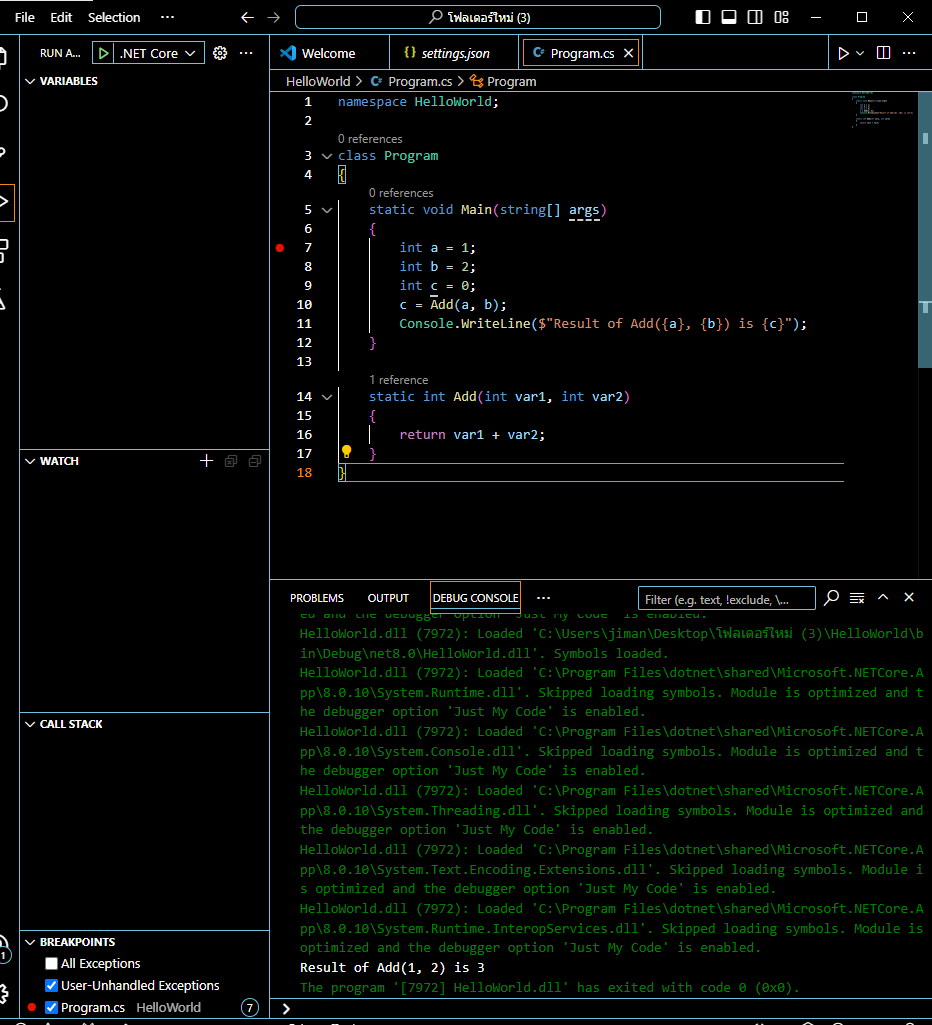 File Edit Selection ··· โฟลเดอร์ใหม่ (3)
RUN A... .NET Core ···
Welcome {} settings.json Program.cs
HelloWorld > Program.cs > Program
VARIABLES
1 namespace HelloWorld;
2
0 references
3 class Program
4 {
0 references
5 static void Main(string[] args)
6 {
7 int a = 1;
8 int b = 2;
9 int c = 0;
10 c = Add(a, b);
11 Console.WriteLine($"Result of Add({a}, {b}) is {c}");
12 }
13
1 reference
14 static int Add(int var1, int var2)
15 {
16 return var1 + var2;
17 }
18 }
WATCH
CALL STACK
BREAKPOINTS
All Exceptions
User-Unhandled Exceptions
Program.cs HelloWorld 7
1
PROBLEMS OUTPUT DEBUG CONSOLE ··· Filter (e.g. text, !exclude, \...
ed and the debugger option 'Just My Code' is enabled.
HelloWorld.dll (7972): Loaded 'C:\Users\jiman\Desktop\โฟลเดอร์ใหม่ (3)\HelloWorld\b
in\Debug\net8.0\HelloWorld.dll'. Symbols loaded.
HelloWorld.dll (7972): Loaded 'C:\Program Files\dotnet\shared\Microsoft.NETCore.A
pp\8.0.10\System.Runtime.dll'. Skipped loading symbols. Module is optimized and t
he debugger option 'Just My Code' is enabled.
HelloWorld.dll (7972): Loaded 'C:\Program Files\dotnet\shared\Microsoft.NETCore.A
pp\8.0.10\System.Console.dll'. Skipped loading symbols. Module is optimized and t
he debugger option 'Just My Code' is enabled.
HelloWorld.dll (7972): Loaded 'C:\Program Files\dotnet\shared\Microsoft.NETCore.A
pp\8.0.10\System.Threading.dll'. Skipped loading symbols. Module is optimized and
the debugger option 'Just My Code' is enabled.
HelloWorld.dll (7972): Loaded 'C:\Program Files\dotnet\shared\Microsoft.NETCore.A
pp\8.0.10\System.Text.Encoding.Extensions.dll'. Skipped loading symbols. Module i
s optimized and the debugger option 'Just My Code' is enabled.
HelloWorld.dll (7972): Loaded 'C:\Program Files\dotnet\shared\Microsoft.NETCore.A
pp\8.0.10\System.Runtime.InteropServices.dll'. Skipped loading symbols. Module is
optimized and the debugger option 'Just My Code' is enabled.
Result of Add(1, 2) is 3
The program '[7972] HelloWorld.dll' has exited with code 0 (0x0).